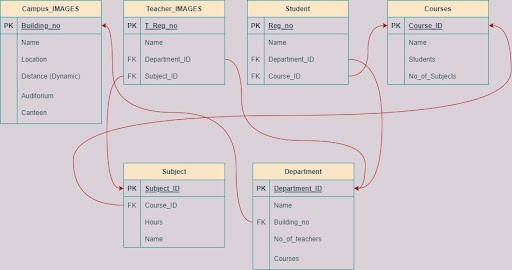 Campus_IMAGES
PK Building_no
Name
Location
Distance (Dynamic)
Auditorium
Canteen
Teacher_IMAGES
PK T_Reg_no
Name
FK Department_ID
FK Subject_ID
Student
PK Reg_no
Name
FK Department_ID
FK Course_ID
Courses
PK Course_ID
Name
Students
No_of_Subjects
Subject
PK Subject_ID
FK Course_ID
Hours
Name
Department
PK Department_ID
Name
FK Building_no
No_of_teachers
Courses